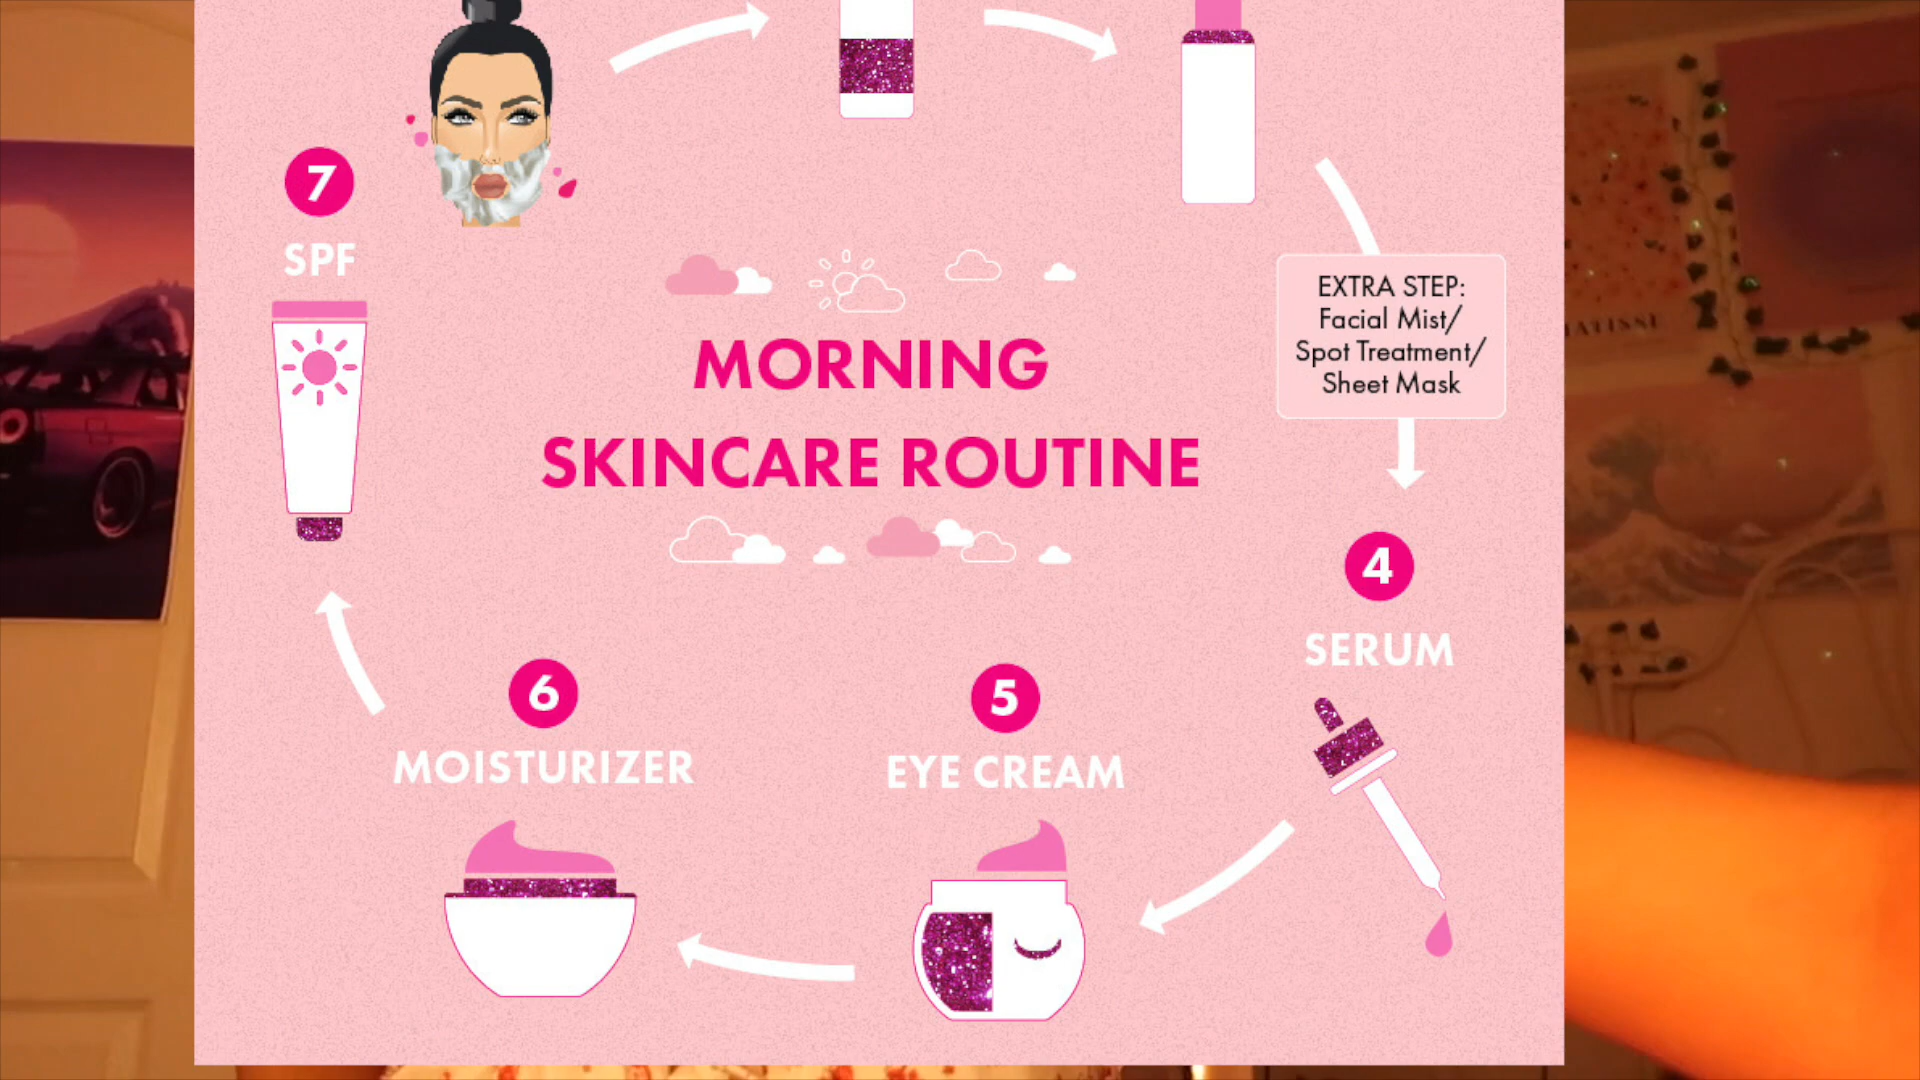 7
SPF
EXTRA STEP:
Facial Mist/
Spot Treatment/
Sheet Mask
MORNING
SKINCARE ROUTINE
4
SERUM
6
MOISTURIZER
5
EYE CREAM